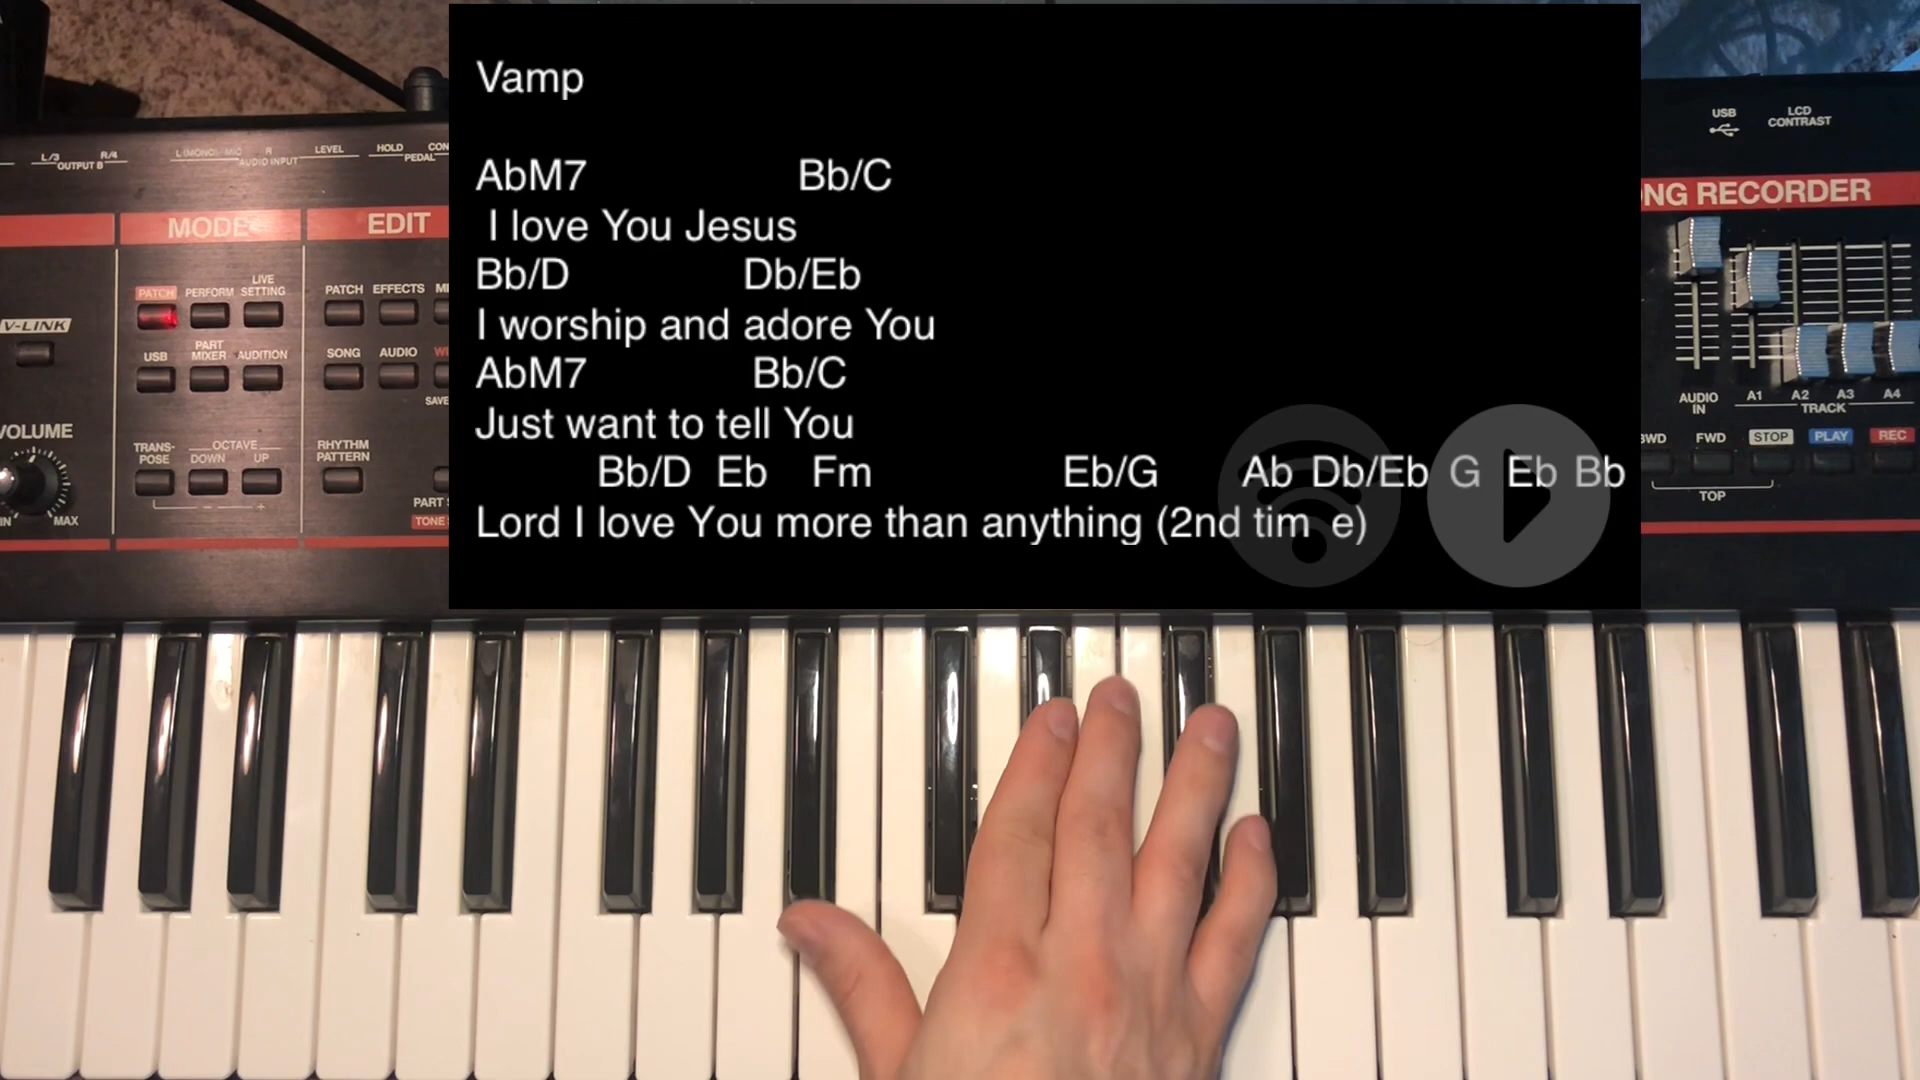 Vamp
AbM7 Bb/C
I love You Jesus
Bb/D Db/Eb
I worship and adore You
AbM7 Bb/C
Just want to tell You
Bb/D Eb Fm Eb/G Ab Db/Eb G Eb Bb
Lord I love You more than anything (2nd tim e)
L/3 R/4
OUTPUT B
L (MONO) MIC R
AUDIO INPUT
LEVEL
HOLD
PEDAL
MODE
EDIT
V-LINK
PATCH PERFORM LIVE SETTING
PATCH EFFECTS
USB PART MIXER AUDITION
SONG AUDIO
VOLUME
TRANS-
POSE
OCTAVE
DOWN UP
RHYTHM
PATTERN
MAX
PART
TONE
USB
LCD
CONTRAST
NG RECORDER
AUDIO
IN
A1 A2 A3 A4
TRACK
FWD STOP PLAY REC
TOP